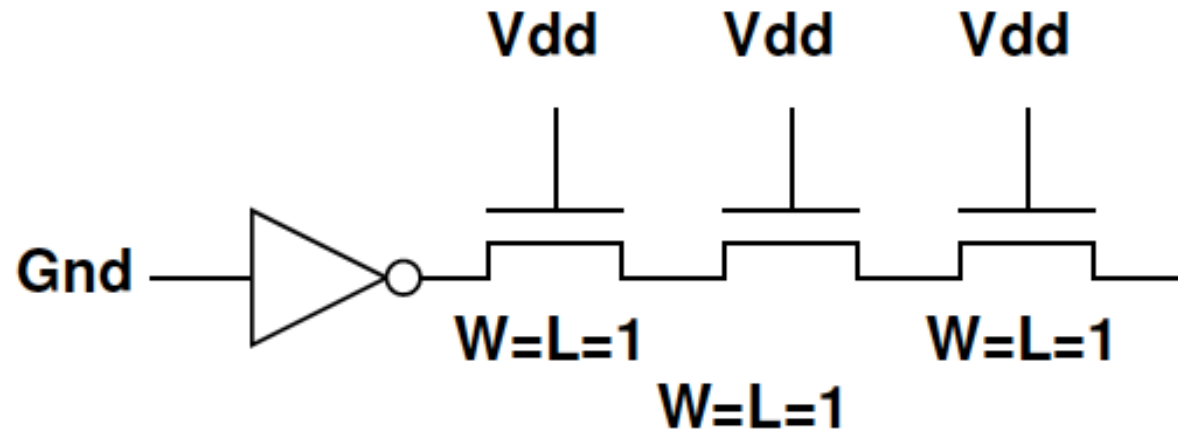 Vdd Vdd Vdd
Gnd
W=L=1 W=L=1
W=L=1